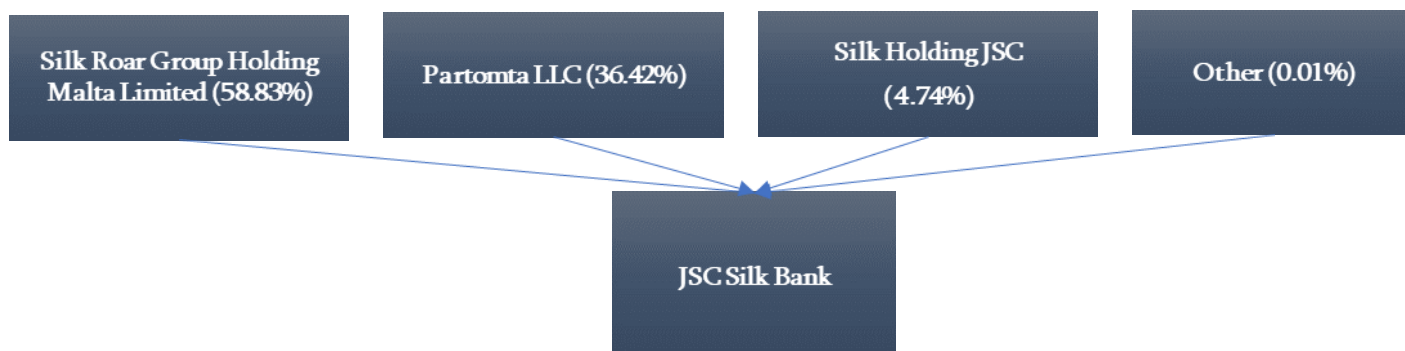 Silk Roar Group Holding
Malta Limited (58.83%)
Partomta LLC (36.42%)
Silk Holding JSC
(4.74%)
Other (0.01%)
JSC Silk Bank